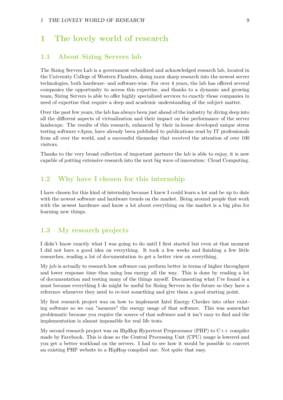 1 THE LOVELY WORLD OF RESEARCH 9
1 The lovely world of research
1.1 About Sizing Servers lab
The Sizing Servers Lab is a government subsidized and acknowledged research lab, located in
the University College of Western Flanders, doing more sharp research into the newest server
technologies, both hardware- and software-wise. For over 4 years, the lab has offered several
companies the opportunity to access this expertise, and thanks to a dynamic and growing
team, Sizing Servers is able to offer highly specialized services to exactly those companies in
need of expertise that require a deep and academic understanding of the subject matter.
Over the past few years, the lab has always been just ahead of the industry by diving deep into
all the different aspects of virtualization and their impact on the performance of the server
landscape. The results of this research, enhanced by their in-house developed unique stress
testing software vApus, have already been published to publications read by IT professionals
from all over the world, and a successful themeday that received the attention of over 100
visitors.
Thanks to the very broad collection of important partners the lab is able to enjoy, it is now
capable of putting extensive research into the next big wave of innovation: Cloud Computing.
1.2 Why have I chosen for this internship
I have chosen for this kind of internship because I knew I could learn a lot and be up to date
with the newest software and hardware trends on the market. Being around people that work
with the newest hardware and know a lot about everything on the market is a big plus for
learning new things.
1.3 My research projects
I didn't know exactly what I was going to do until I first started but even at that moment
I did not have a good idea on everything. It took a few weeks and finishing a few little
researches, reading a lot of documentation to get a better view on everything.
My job is actually to research how software can perform better in terms of higher throughput
and lower response time than using less energy all the way. This is done by reading a lot
of documentation and testing many of the things myself. Documenting what I've found is a
must because everything I do might be useful for Sizing Servers in the future so they have a
reference whenever they need to re-test something and give them a good starting point.
My first research project was on how to implement Intel Energy Checker into other exist-
ing software so we can "measure" the energy usage of that software. This was somewhat
problematic because you require the source of that software and it isn't easy to find and the
implementation is almost impossible for real life tests.
My second research project was on HipHop Hypertext Preprocessor (PHP) to C++ compiler
made by Facebook. This is done so the Central Processing Unit (CPU) usage is lowered and
you get a better workload on the servers. I had to see how it would be possible to convert
an existing PHP website to a HipHop compiled one. Not quite that easy.